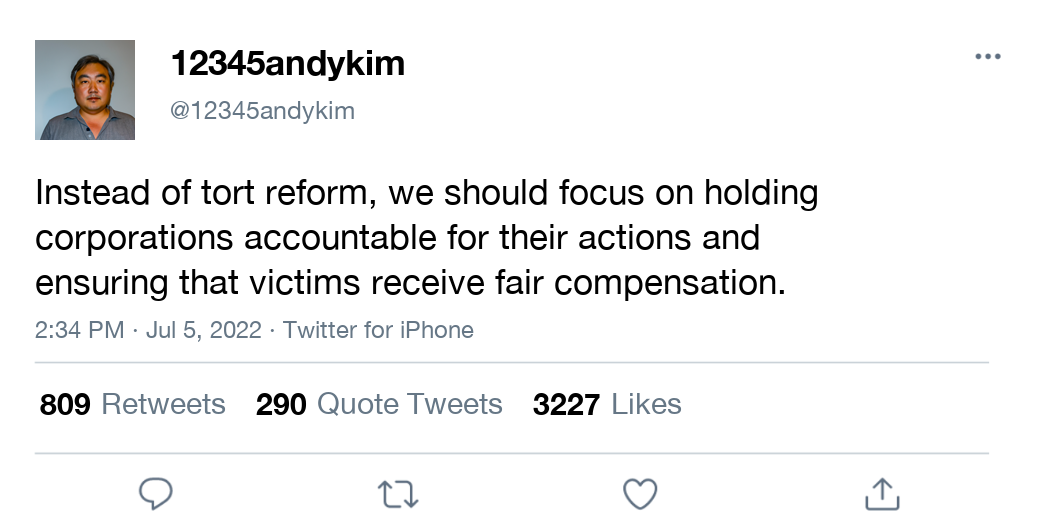 12345andykim
@12345andykim
Instead of tort reform, we should focus on holding
corporations accountable for their actions and
ensuring that victims receive fair compensation.
2:34 PM · Jul 5, 2022 · Twitter for iPhone
809 Retweets 290 Quote Tweets 3227 Likes